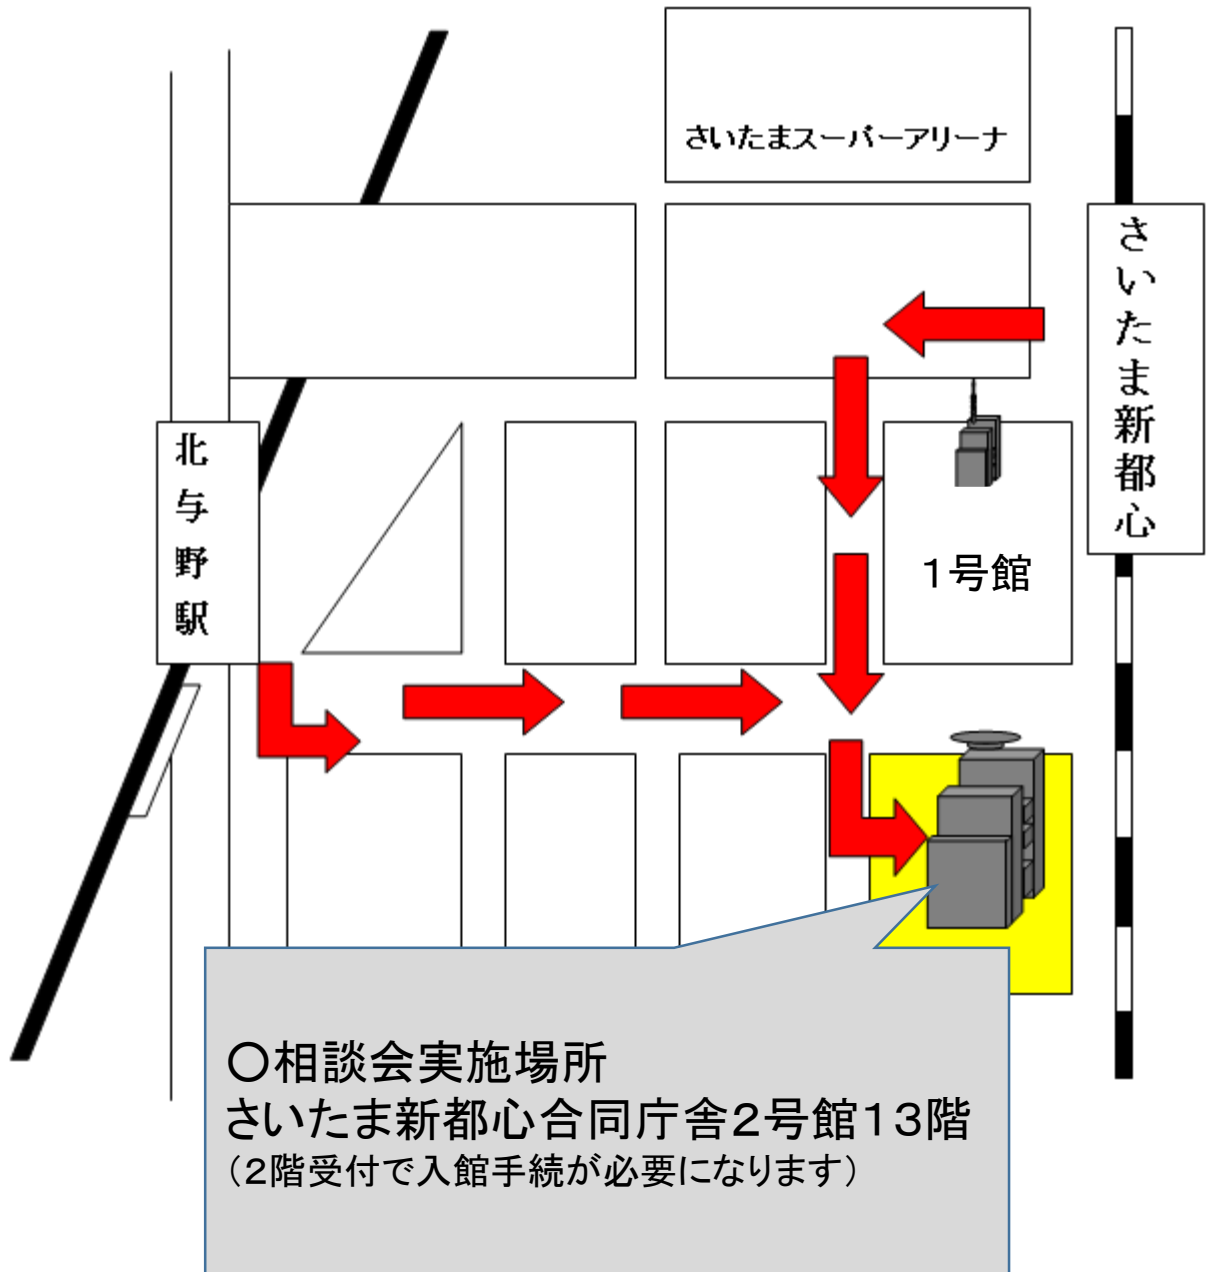 さいたまスーパーアリーナ
さいたま新都心
北与野駅
１号館
○相談会実施場所
さいたま新都心合同庁舎２号館１３階
（２階受付で入館手続が必要になります）